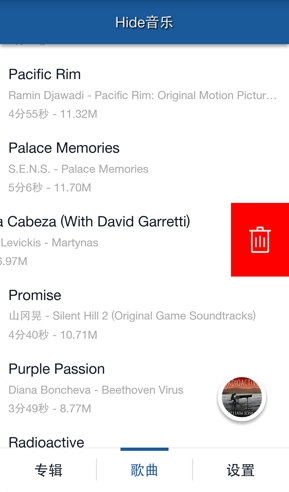 Hide音乐
Pacific Rim
Ramin Djawadi - Pacific Rim: Original Motion Pictur...
4分55秒 - 11.32M
Palace Memories
S.E.N.S. - Palace Memories
5分6秒 - 11.70M
a Cabeza (With David Garretti)
Levickis - Martynas
6.97M
Promise
山冈晃 - Silent Hill 2 (Original Game Soundtracks)
4分40秒 - 10.71M
Purple Passion
Diana Boncheva - Beethoven Virus
3分49秒 - 8.77M
RADIOACTIVE
Radioactive
专辑
歌曲
设置